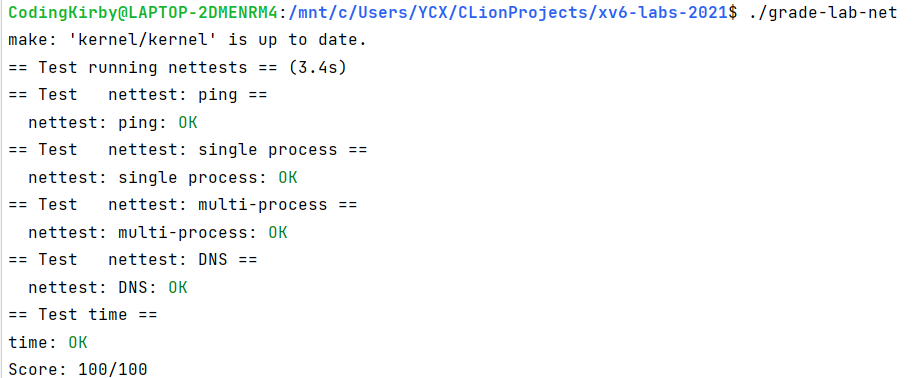 CodingKirby@LAPTOP-2DMENRM4:/mnt/c/Users/YCX/CLionProjects/xv6-labs-2021$ ./grade-lab-net
make: 'kernel/kernel' is up to date.
== Test running nettests == (3.4s)
== Test   nettest: ping ==
  nettest: ping: OK
== Test   nettest: single process ==
  nettest: single process: OK
== Test   nettest: multi-process ==
  nettest: multi-process: OK
== Test   nettest: DNS ==
  nettest: DNS: OK
== Test time ==
time: OK
Score: 100/100